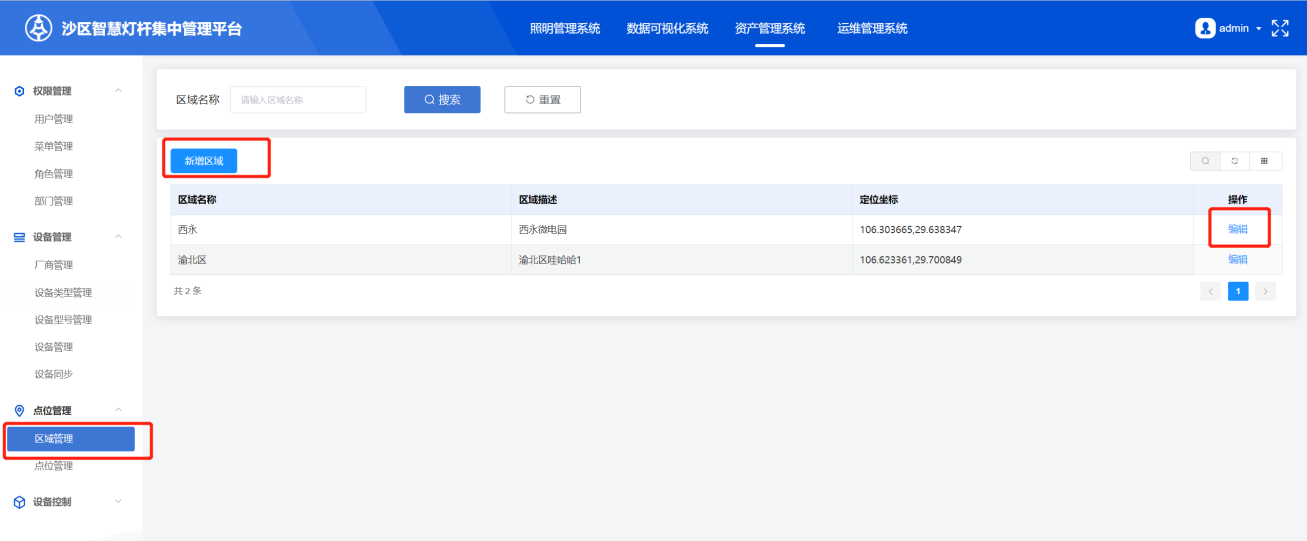 沙区智慧灯杆集中管理平台
照明管理系统 数据可视化系统 资产管理系统 运维管理系统
admin
权限管理
用户管理
菜单管理
角色管理
部门管理
设备管理
厂商管理
设备类型管理
设备型号管理
设备管理
设备同步
点位管理
区域管理
点位管理
设备控制
区域名称 请输入区域名称 搜索 重置
新增区域
区域名称 区域描述 定位坐标 操作
西永 西永微电园 106.303665,29.638347 编辑
渝北区 渝北区哇哈哈1 106.623361,29.700849 编辑
共 2 条 1